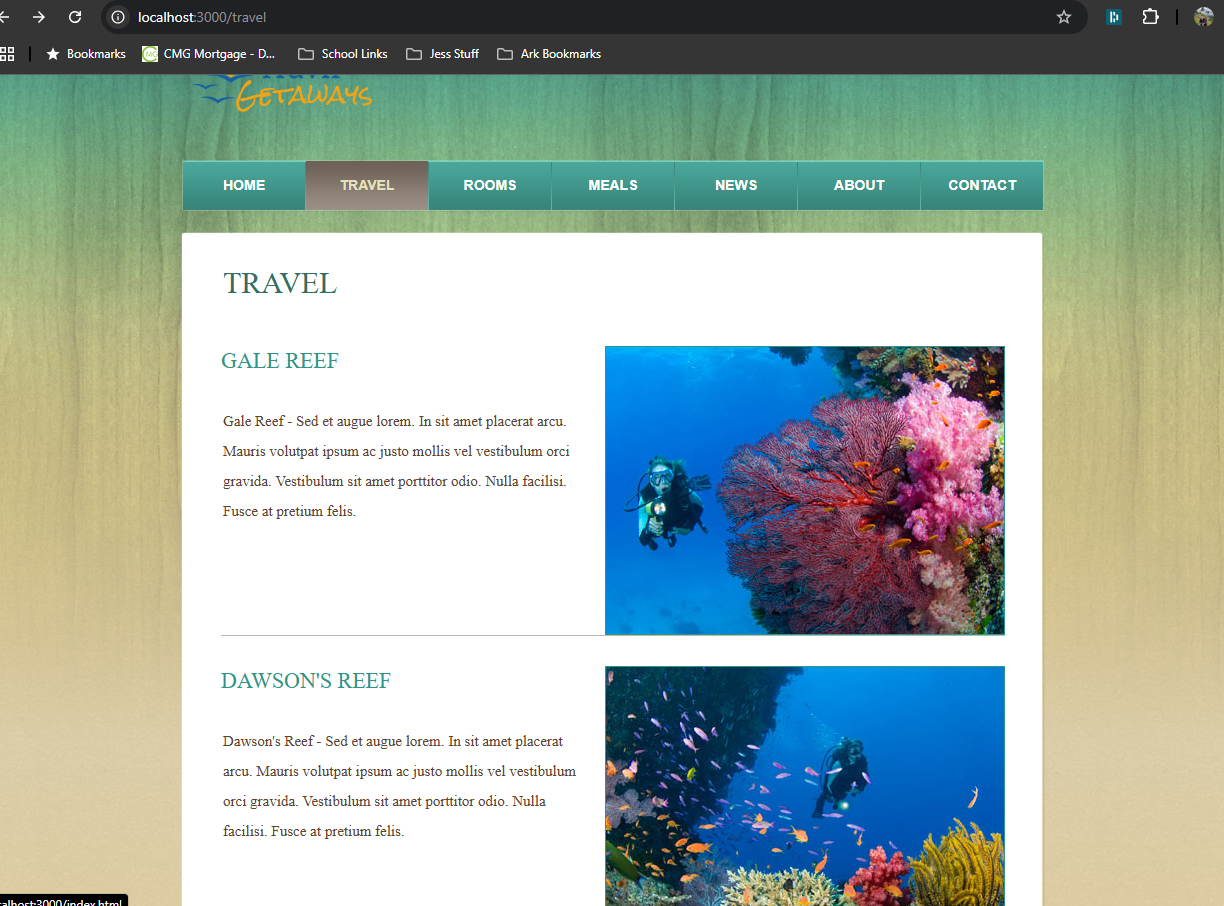 localhost:3000/travel
Bookmarks CMG Mortgage - D... School Links Jess Stuff Ark Bookmarks
GETAWAYS
HOME TRAVEL ROOMS MEALS NEWS ABOUT CONTACT
TRAVEL
GALE REEF
Gale Reef - Sed et augue lorem. In sit amet placerat arcu.
Mauris volutpat ipsum ac justo mollis vel vestibulum orci
gravida. Vestibulum sit amet porttitor odio. Nulla facilisi.
Fusce at pretium felis.
DAWSON'S REEF
Dawson's Reef - Sed et augue lorem. In sit amet placerat
arcu. Mauris volutpat ipsum ac justo mollis vel vestibulum
orci gravida. Vestibulum sit amet porttitor odio. Nulla
facilisi. Fusce at pretium felis.
alhost:3000/index.html